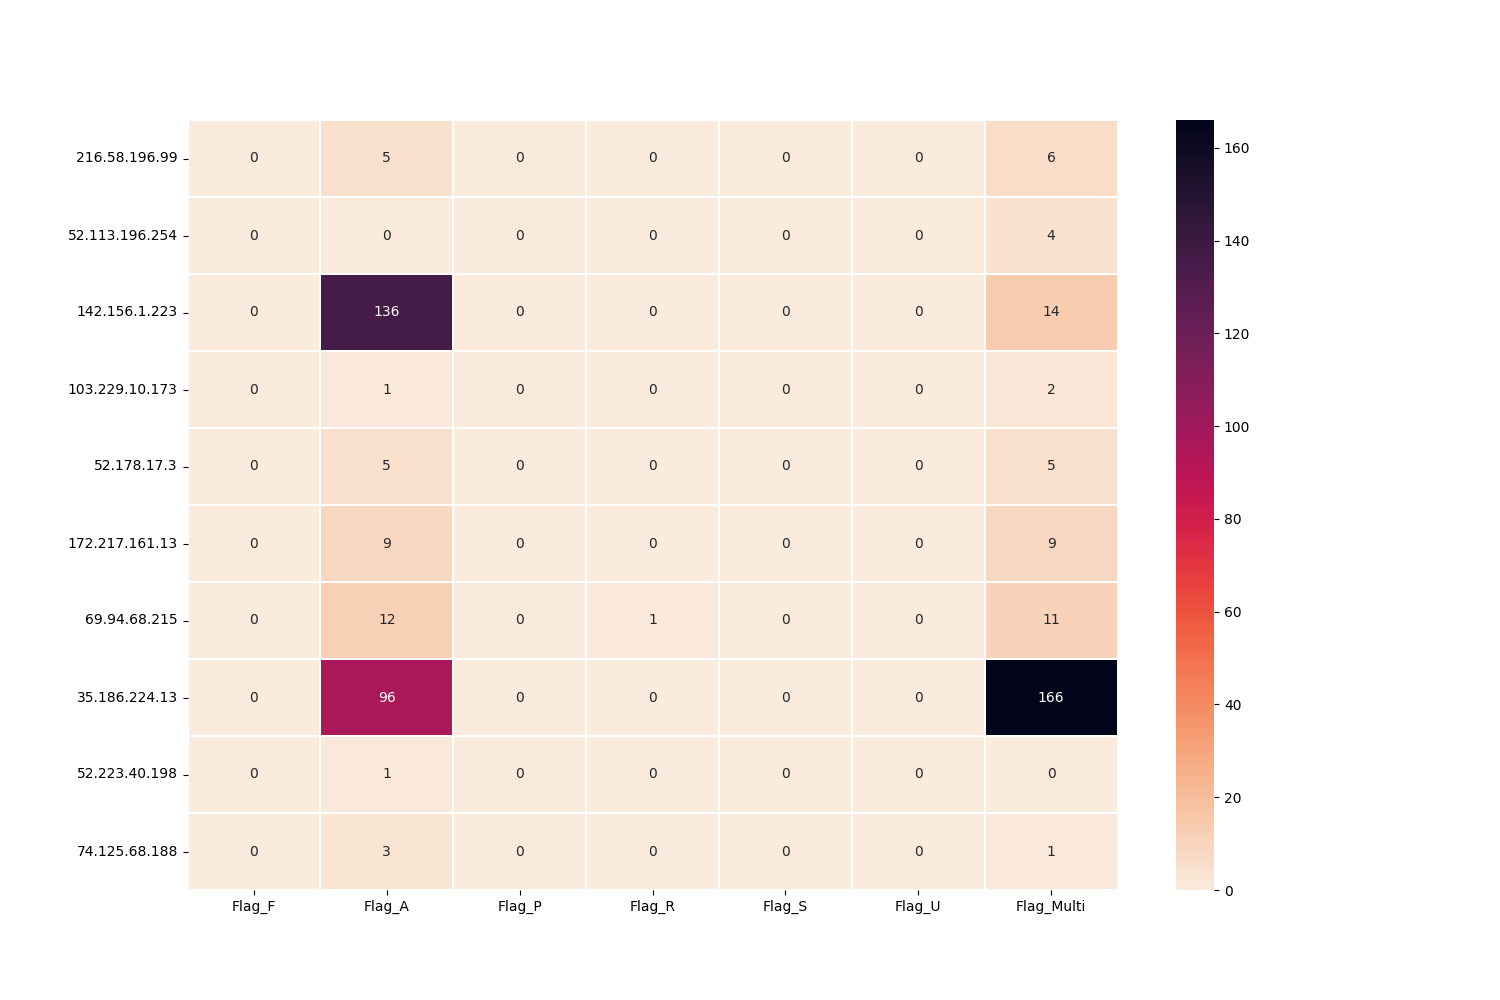 216.58.196.99 0 5 0 0 0 0 6
52.113.196.254 0 0 0 0 0 0 4
142.156.1.223 0 136 0 0 0 0 14
103.229.10.173 0 1 0 0 0 0 2
52.178.17.3 0 5 0 0 0 0 5
172.217.161.13 0 9 0 0 0 0 9
69.94.68.215 0 12 0 1 0 0 11
35.186.224.13 0 96 0 0 0 0 166
52.223.40.198 0 1 0 0 0 0 0
74.125.68.188 0 3 0 0 0 0 1
Flag_F Flag_A Flag_P Flag_R Flag_S Flag_U Flag_Multi
160
140
120
100
80
60
40
20
0